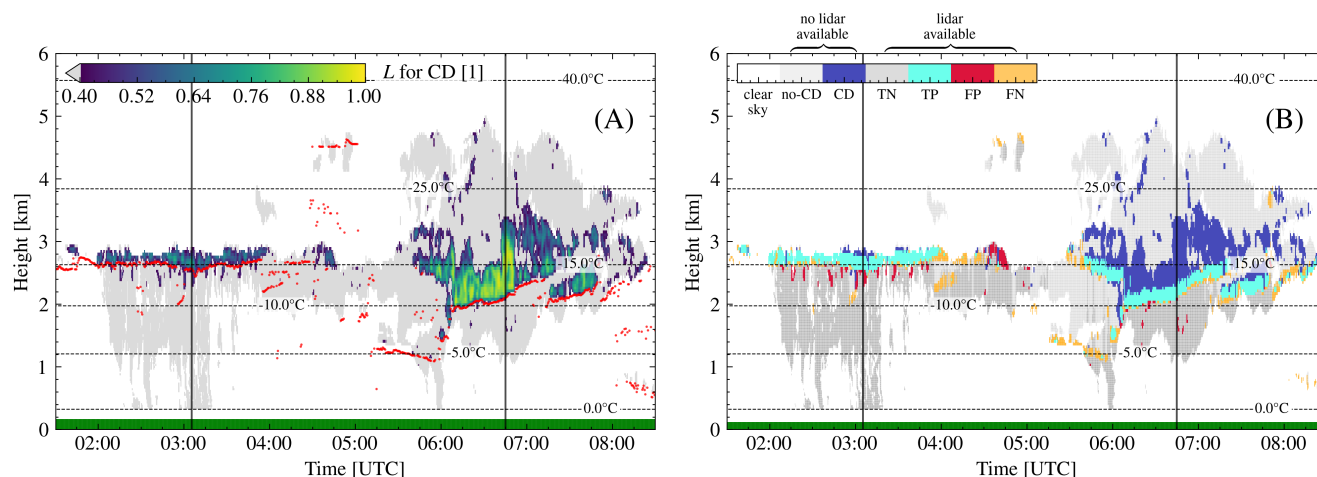 no lidar available
lidar available
6
5
4
3
2
1
0
Height [km]
L for CD [1]
0.40 0.52 0.64 0.76 0.88 1.00
(A)
40.0°C
-25.0°C
-15.0°C
-10.0°C
-5.0°C
0.0°C
02:00 03:00 04:00 05:00 06:00 07:00 08:00
Time [UTC]
6
5
4
3
2
1
0
Height [km]
clear sky no-CD CD TN TP FP FN
(B)
40.0°C
-25.0°C
-15.0°C
-10.0°C
-5.0°C
0.0°C
02:00 03:00 04:00 05:00 06:00 07:00 08:00
Time [UTC]